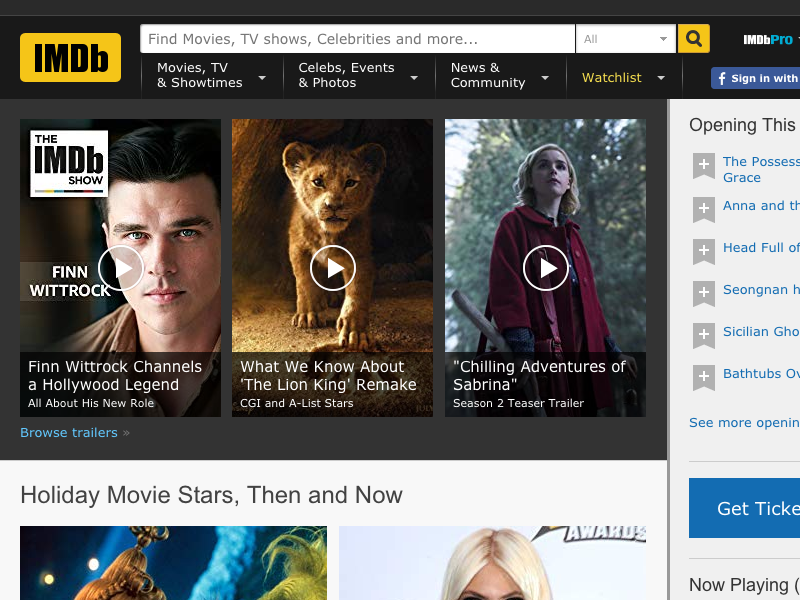 IMDb
Find Movies, TV shows, Celebrities and more...
All
IMDbPro
Movies, TV
& Showtimes
Celebs, Events
& Photos
News &
Community
Watchlist
f Sign in with
THE
IMDb
SHOW
FINN
WITTROCK
Finn Wittrock Channels
a Hollywood Legend
All About His New Role
What We Know About
'The Lion King' Remake
CGI and A-List Stars
"Chilling Adventures of
Sabrina"
Season 2 Teaser Trailer
Browse trailers »
Opening This
The Possess
Grace
Anna and th
Head Full of
Seongnan h
Sicilian Gho
Bathtubs Ov
See more openin
Get Ticke
Now Playing (
Holiday Movie Stars, Then and Now
AWARDS